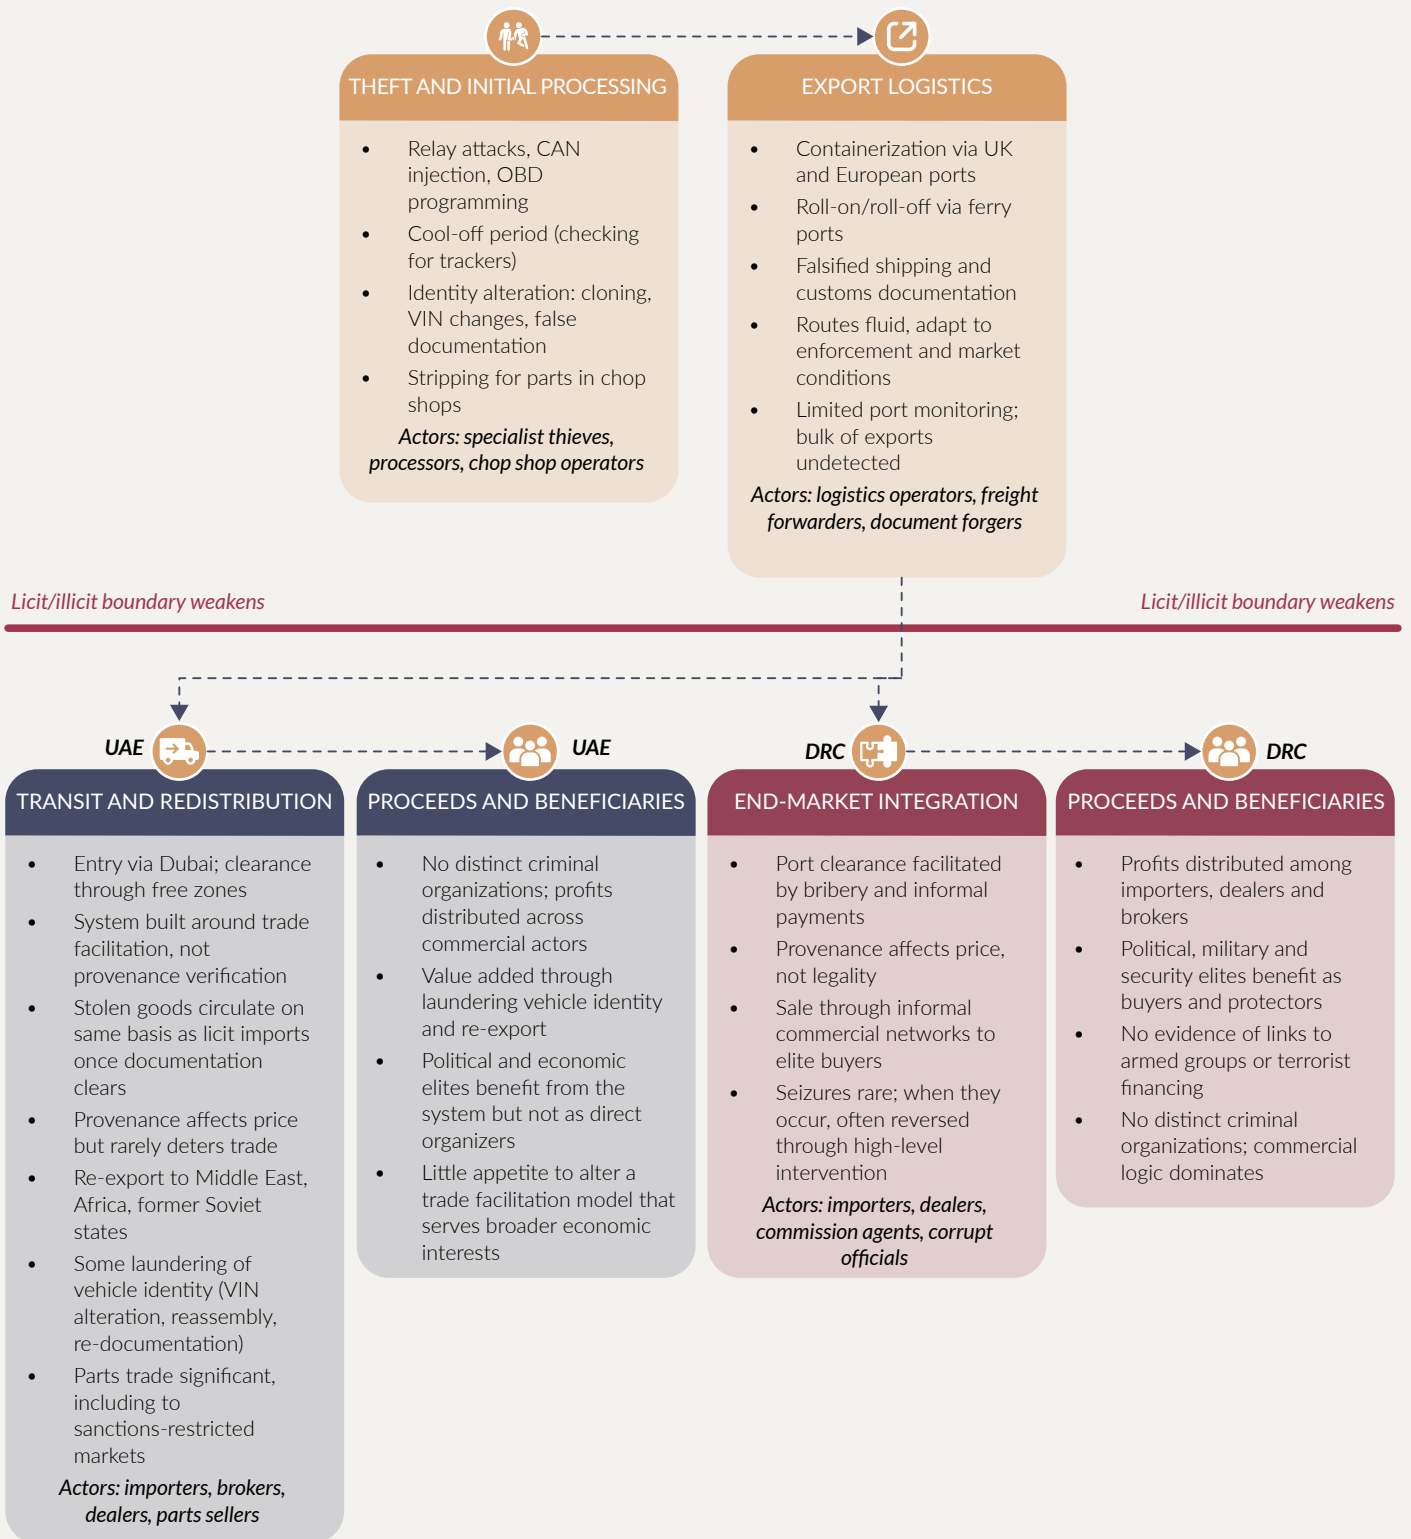 THEFT AND INITIAL PROCESSING
• Relay attacks, CAN
injection, OBD
programming
• Cool-off period (checking
for trackers)
• Identity alteration: cloning,
VIN changes, false
documentation
• Stripping for parts in chop
shops
Actors: specialist thieves,
processors, chop shop operators
EXPORT LOGISTICS
• Containerization via UK
and European ports
• Roll-on/roll-off via ferry
ports
• Falsified shipping and
customs documentation
• Routes fluid, adapt to
enforcement and market
conditions
• Limited port monitoring;
bulk of exports
undetected
Actors: logistics operators, freight
forwarders, document forgers
Licit/illicit boundary weakens
Licit/illicit boundary weakens
UAE
TRANSIT AND REDISTRIBUTION
• Entry via Dubai; clearance
through free zones
• System built around trade
facilitation, not
provenance verification
• Stolen goods circulate on
same basis as licit imports
once documentation
clears
• Provenance affects price
but rarely deters trade
• Re-export to Middle East,
Africa, former Soviet
states
• Some laundering of
vehicle identity (VIN
alteration, reassembly,
re-documentation)
• Parts trade significant,
including to
sanctions-restricted
markets
Actors: importers, brokers,
dealers, parts sellers
UAE
PROCEEDS AND BENEFICIARIES
• No distinct criminal
organizations; profits
distributed across
commercial actors
• Value added through
laundering vehicle identity
and re-export
• Political and economic
elites benefit from the
system but not as direct
organizers
• Little appetite to alter a
trade facilitation model that
serves broader economic
interests
DRC
END-MARKET INTEGRATION
• Port clearance facilitated
by bribery and informal
payments
• Provenance affects price,
not legality
• Sale through informal
commercial networks to
elite buyers
• Seizures rare; when they
occur, often reversed
through high-level
intervention
Actors: importers, dealers,
commission agents, corrupt
officials
DRC
PROCEEDS AND BENEFICIARIES
• Profits distributed among
importers, dealers and
brokers
• Political, military and
security elites benefit as
buyers and protectors
• No evidence of links to
armed groups or terrorist
financing
• No distinct criminal
organizations; commercial
logic dominates